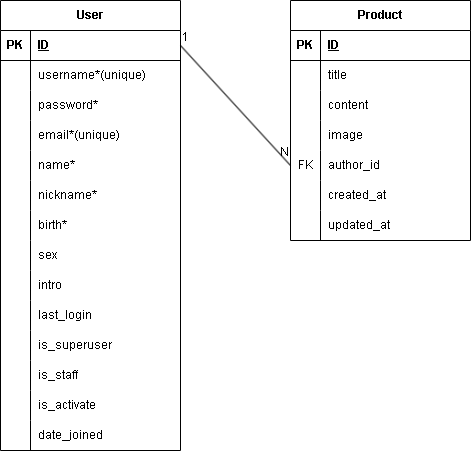 User
PK ID
username*(unique)
password*
email*(unique)
name*
nickname*
birth*
sex
intro
last_login
is_superuser
is_staff
is_activate
date_joined
1
N
Product
PK ID
title
content
image
FK author_id
created_at
updated_at